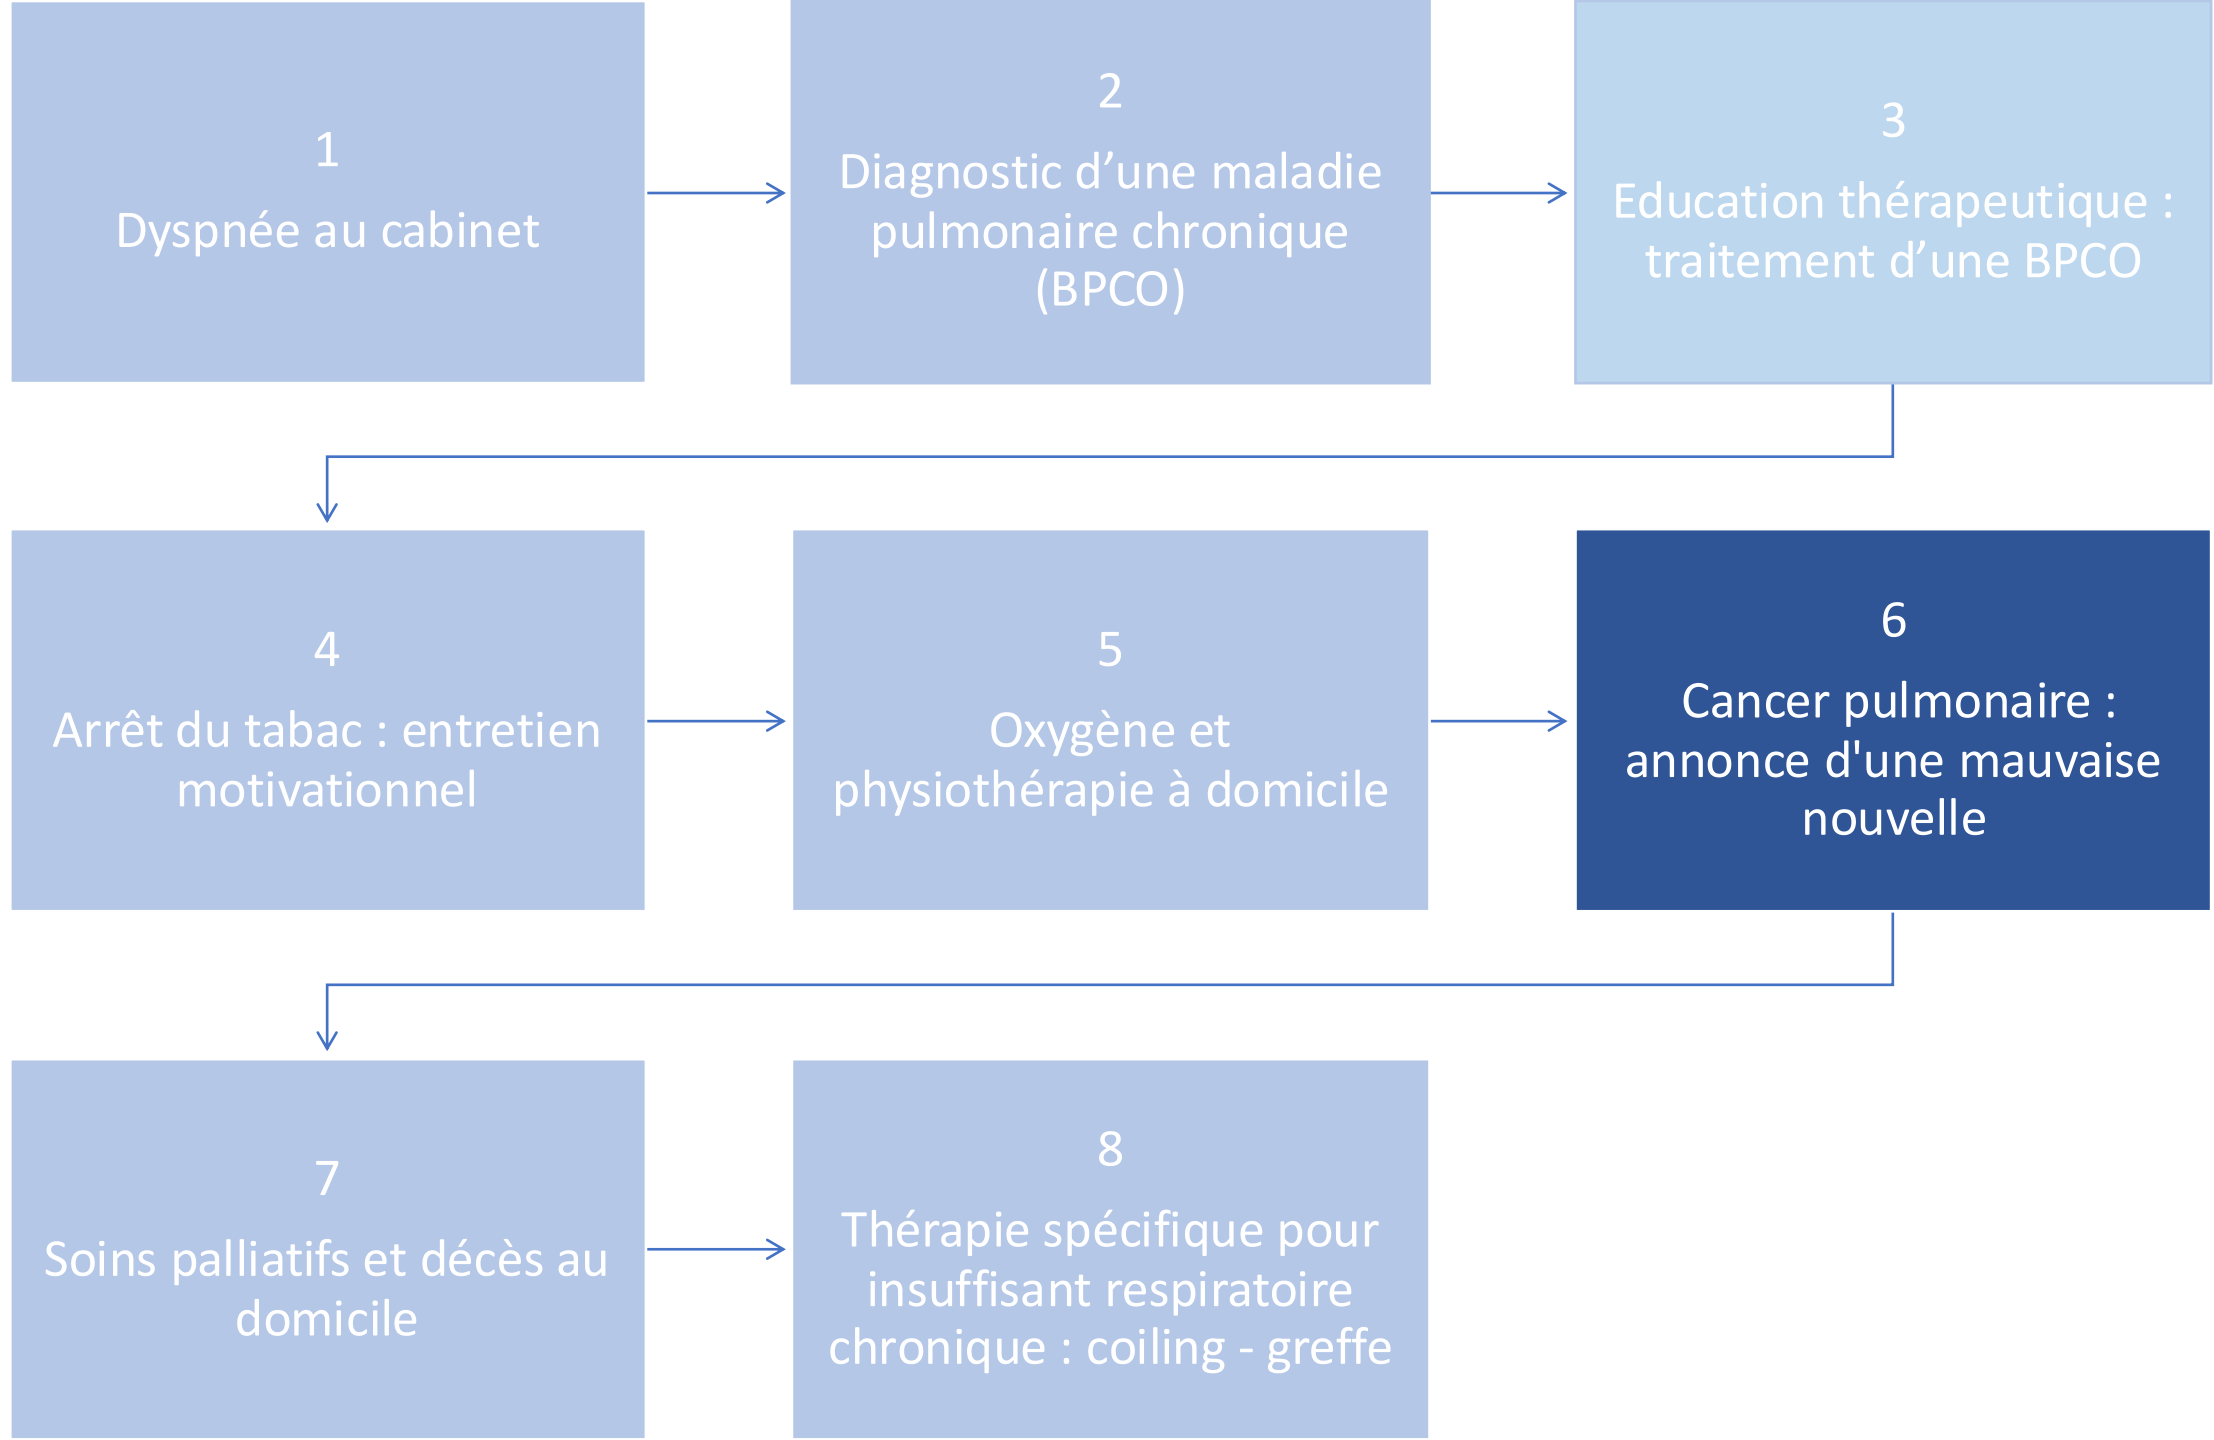 1
Dyspnée au cabinet
2
Diagnostic d’une maladie
pulmonaire chronique
(BPCO)
3
Education thérapeutique :
traitement d’une BPCO
4
Arrêt du tabac : entretien
motivationnel
5
Oxygène et
physiothérapie à domicile
6
Cancer pulmonaire :
annonce d'une mauvaise
nouvelle
7
Soins palliatifs et décès au
domicile
8
Thérapie spécifique pour
insuffisant respiratoire
chronique : coiling - greffe